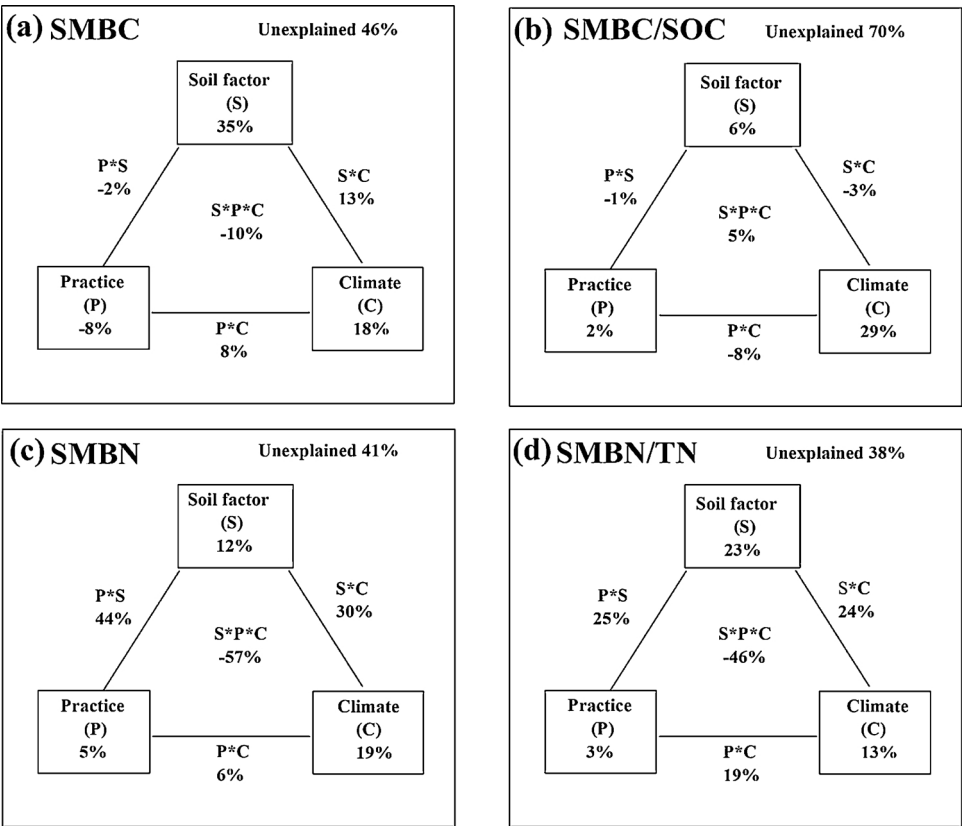 (a) SMBC
Unexplained 46%
Soil factor
(S)
35%
P*S
-2%
S*C
13%
S*P*C
-10%
Practice
(P)
-8%
Climate
(C)
18%
P*C
8%
(b) SMBC/SOC
Unexplained 70%
Soil factor
(S)
6%
P*S
-1%
S*C
-3%
S*P*C
5%
Practice
(P)
2%
Climate
(C)
29%
P*C
-8%
(c) SMBN
Unexplained 41%
Soil factor
(S)
12%
P*S
44%
S*C
30%
S*P*C
-57%
Practice
(P)
5%
Climate
(C)
19%
P*C
6%
(d) SMBN/TN
Unexplained 38%
Soil factor
(S)
23%
P*S
25%
S*C
24%
S*P*C
-46%
Practice
(P)
3%
Climate
(C)
13%
P*C
19%